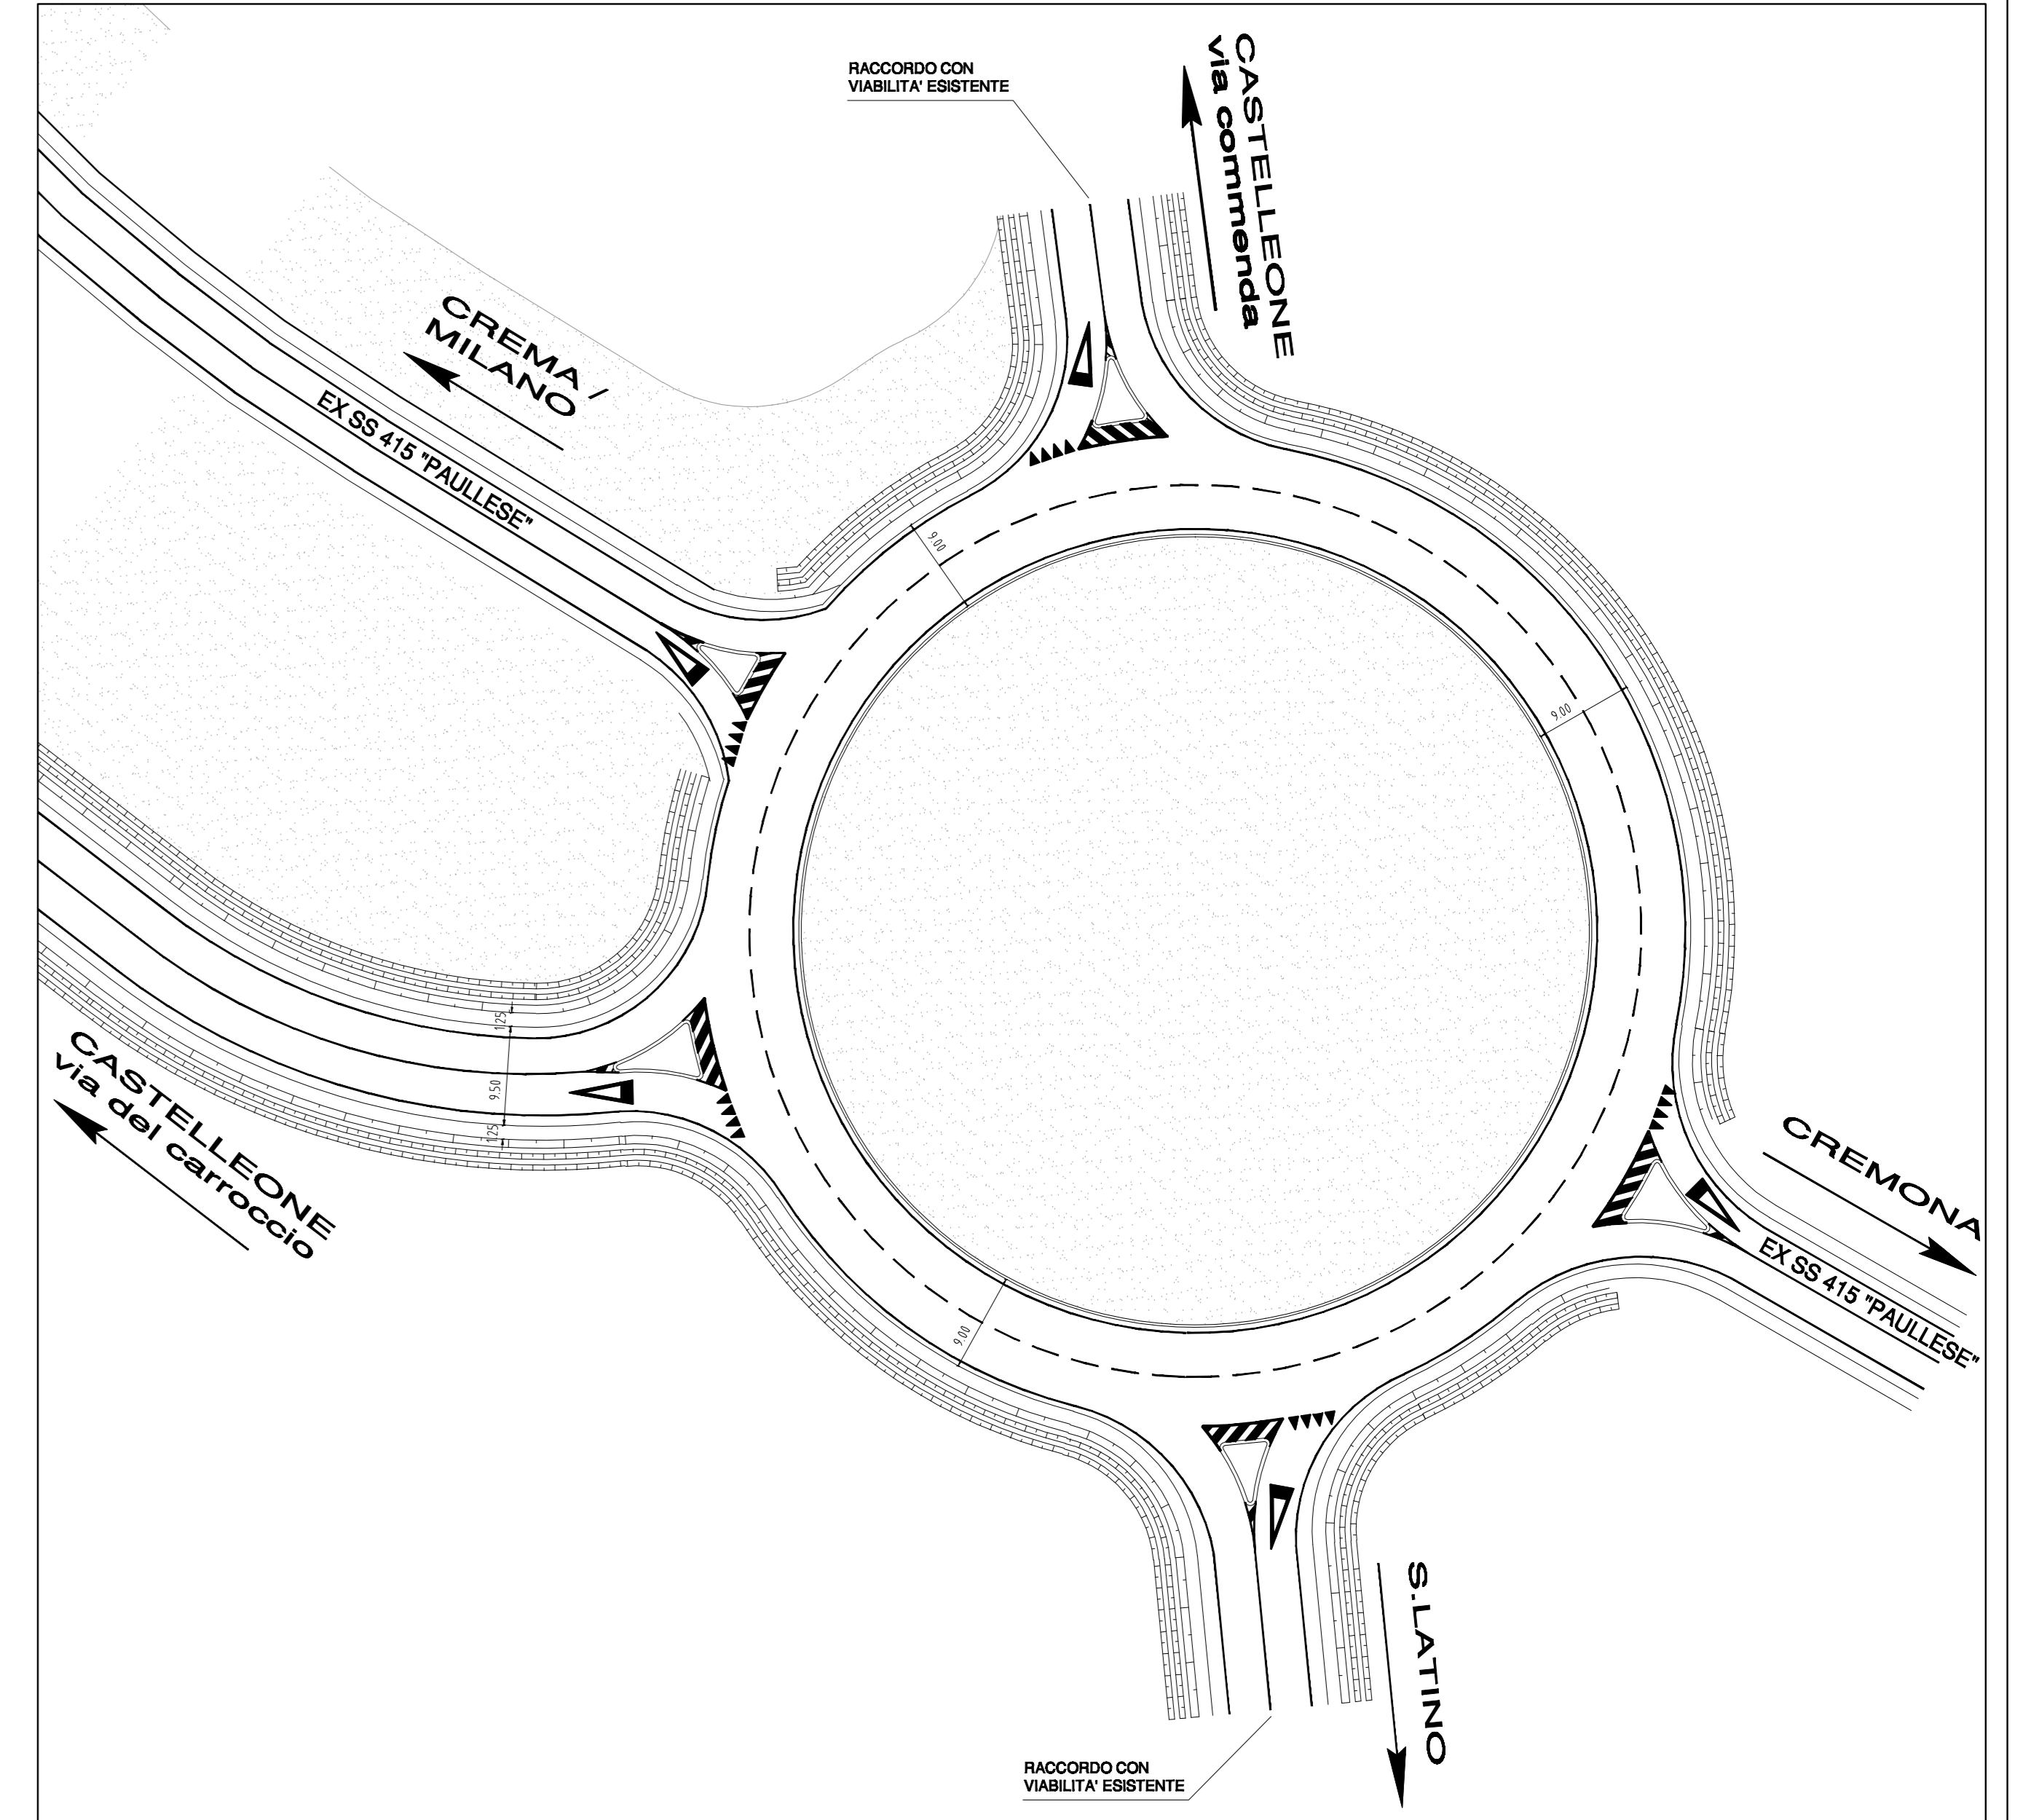 RACCORDO CON
VIABILITA' ESISTENTE
CASTELLEONE
via commenda
CREMA /
MILANO
EX SS 415 "PAULLESE"
9.00
9.00
1.25
9.50
1.25
CASTELLEONE
via del carroccio
CREMONA
EX SS 415 "PAULLESE"
9.00
S.LATINO
RACCORDO CON
VIABILITA' ESISTENTE